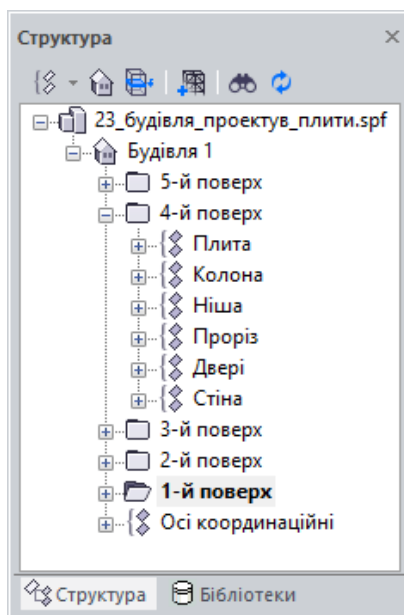 Структура
23_будівля_проектув_плити.spf
Будівля 1
5-й поверх
4-й поверх
Плита
Колона
Ніша
Проріз
Двері
Стіна
3-й поверх
2-й поверх
1-й поверх
Осі координаційні
Структура Бібліотеки